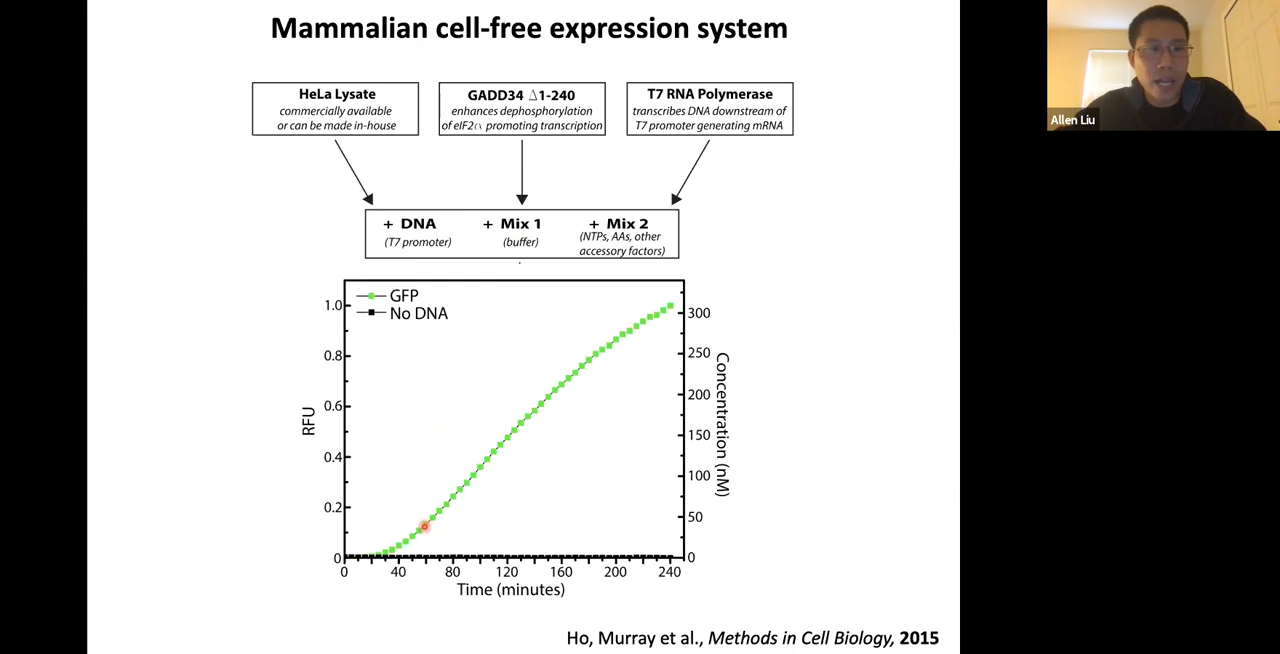 Mammalian cell-free expression system
HeLa Lysate
commercially available
or can be made in-house
GADD34 Δ1-240
enhances dephosphorylation
of eIF2α promoting transcription
T7 RNA Polymerase
transcribes DNA downstream of
T7 promoter generating mRNA
Allen Liu
+ DNA
(T7 promoter)
+ Mix 1
(buffer)
+ Mix 2
(NTPs, AAs, other
accessory factors)
GFP
No DNA
1.0
0.8
0.6
0.4
0.2
0
RFU
300
250
200
150
100
50
0
Concentration (nM)
0 40 80 120 160 200 240
Time (minutes)
Ho, Murray et al., Methods in Cell Biology, 2015